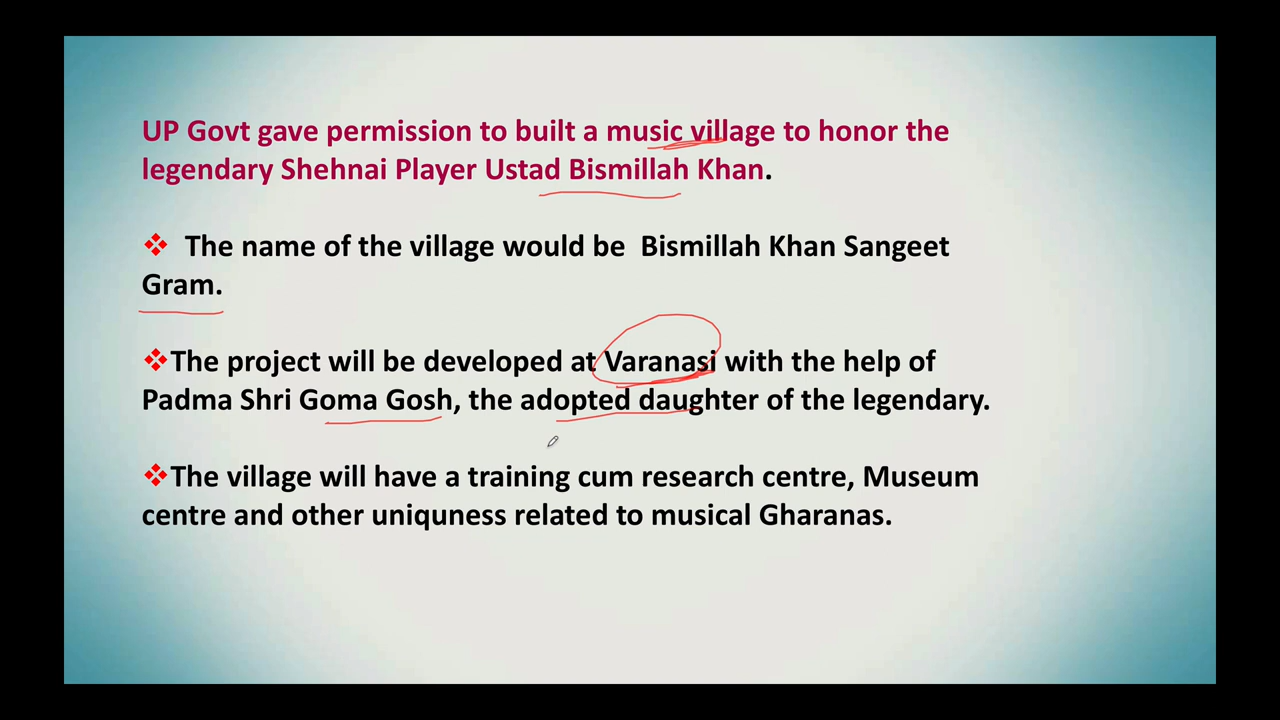 UP Govt gave permission to built a music village to honor the
legendary Shehnai Player Ustad Bismillah Khan.
❖ The name of the village would be Bismillah Khan Sangeet
Gram.
❖The project will be developed at Varanasi with the help of
Padma Shri Goma Gosh, the adopted daughter of the legendary.
❖The village will have a training cum research centre, Museum
centre and other uniquness related to musical Gharanas.